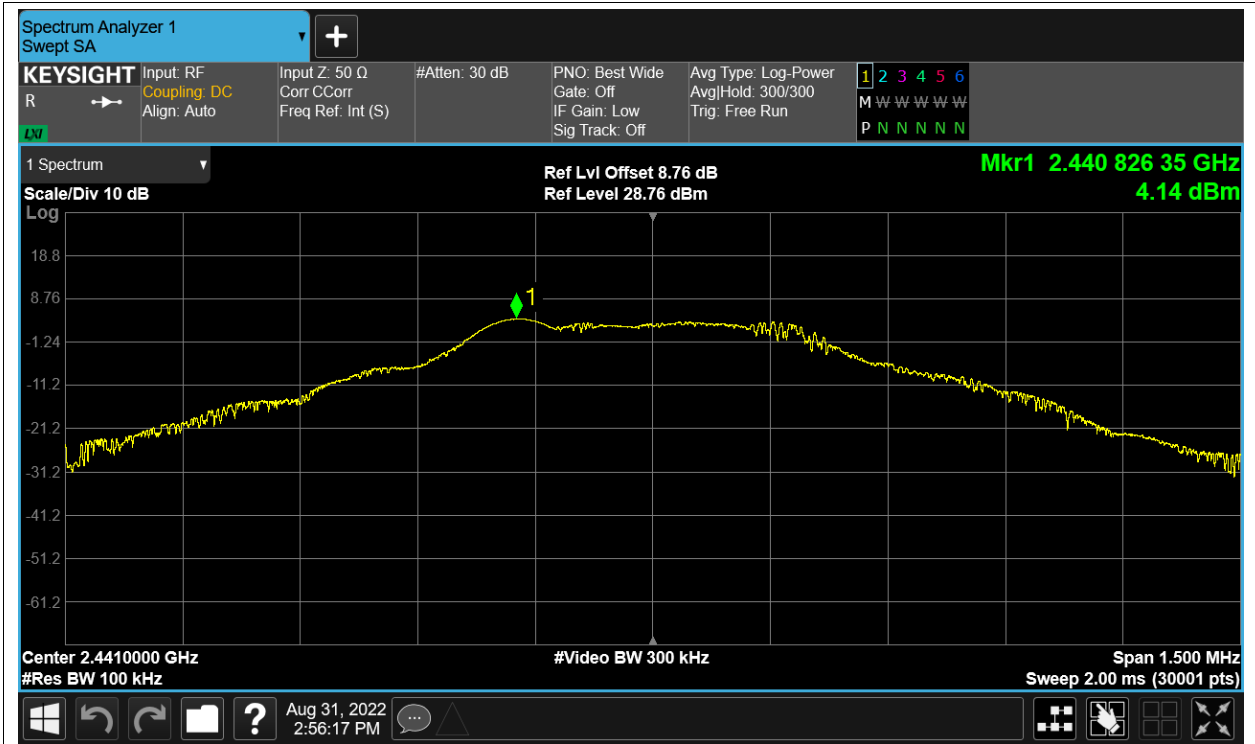 Spectrum Analyzer 1
Swept SA
KEYSIGHT
R
LXI
Input: RF
Coupling: DC
Align: Auto
Input Z: 50 Ω
Corr CCorr
Freq Ref: Int (S)
#Atten: 30 dB
PNO: Best Wide
Gate: Off
IF Gain: Low
Sig Track: Off
Avg Type: Log-Power
Avg|Hold: 300/300
Trig: Free Run
1 2 3 4 5 6
M W W W W W
P N N N N N
1 Spectrum
Scale/Div 10 dB
Log
Ref Lvl Offset 8.76 dB
Ref Level 28.76 dBm
Mkr1 2.440 826 35 GHz
4.14 dBm
18.8
8.76
-1.24
-11.2
-21.2
-31.2
-41.2
-51.2
-61.2
1
Center 2.4410000 GHz
#Res BW 100 kHz
#Video BW 300 kHz
Span 1.500 MHz
Sweep 2.00 ms (30001 pts)
?
Aug 31, 2022
2:56:17 PM